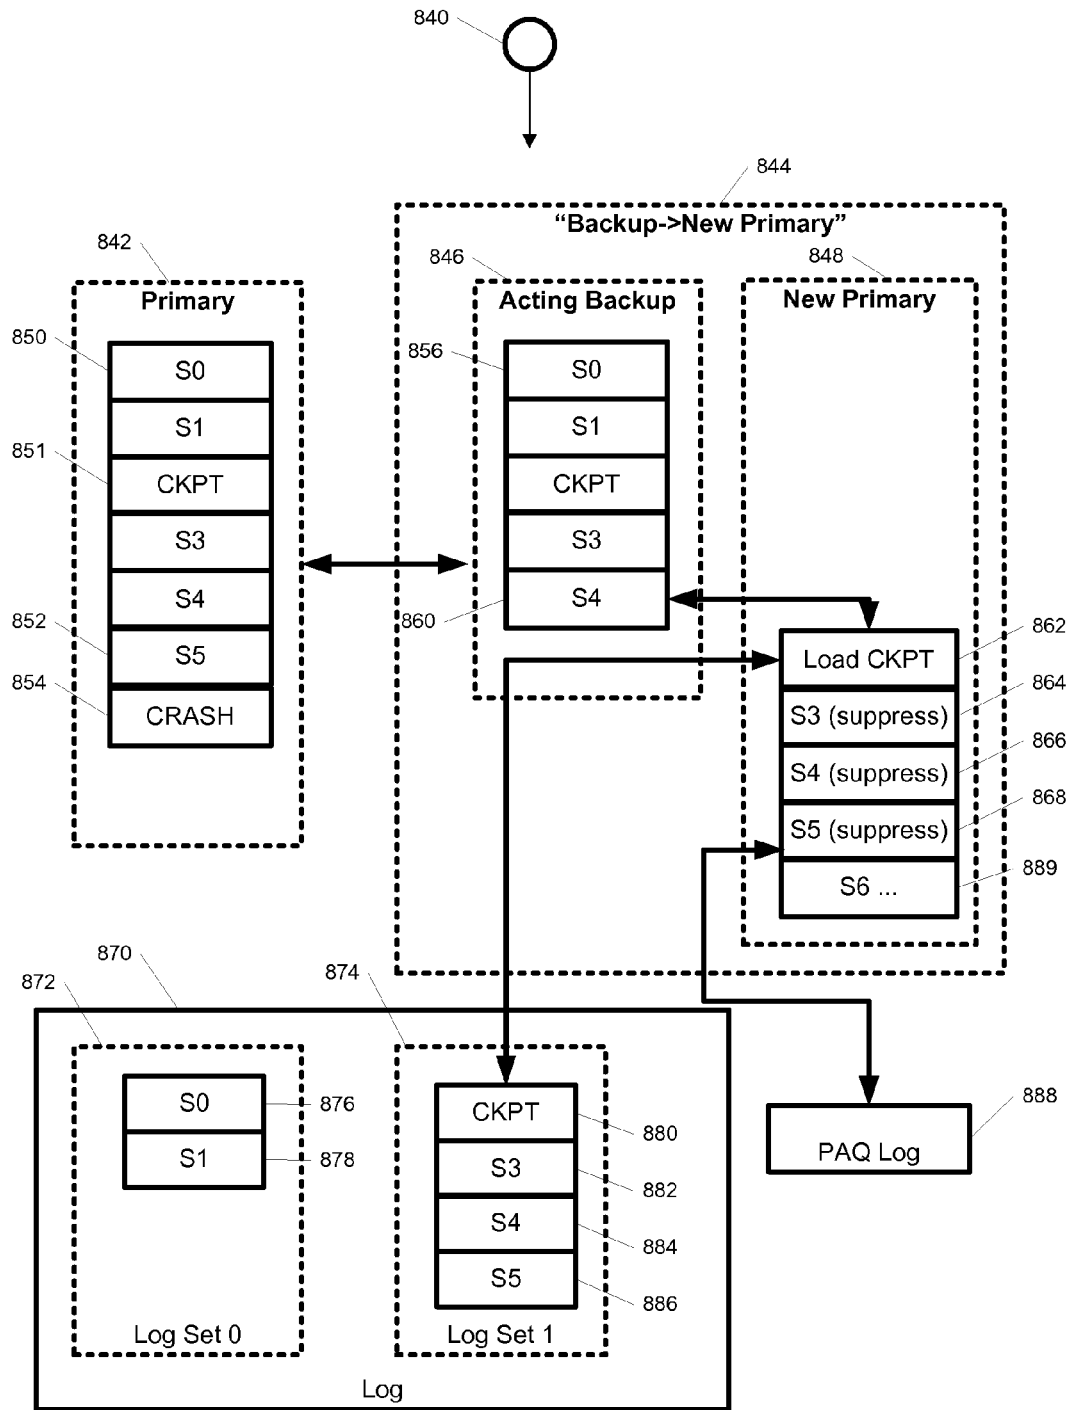 840
844
“Backup->New Primary”
842
846
848
Primary
Acting Backup
New Primary
850
856
S0
S0
S1
S1
851
CKPT
CKPT
S3
S3
S4
S4
852
860
862
S5
Load CKPT
854
864
CRASH
S3 (suppress)
866
S4 (suppress)
868
S5 (suppress)
889
S6 ...
870
872
874
S0
876
CKPT
880
888
S1
878
S3
882
PAQ Log
S4
884
S5
886
Log Set 0
Log Set 1
Log